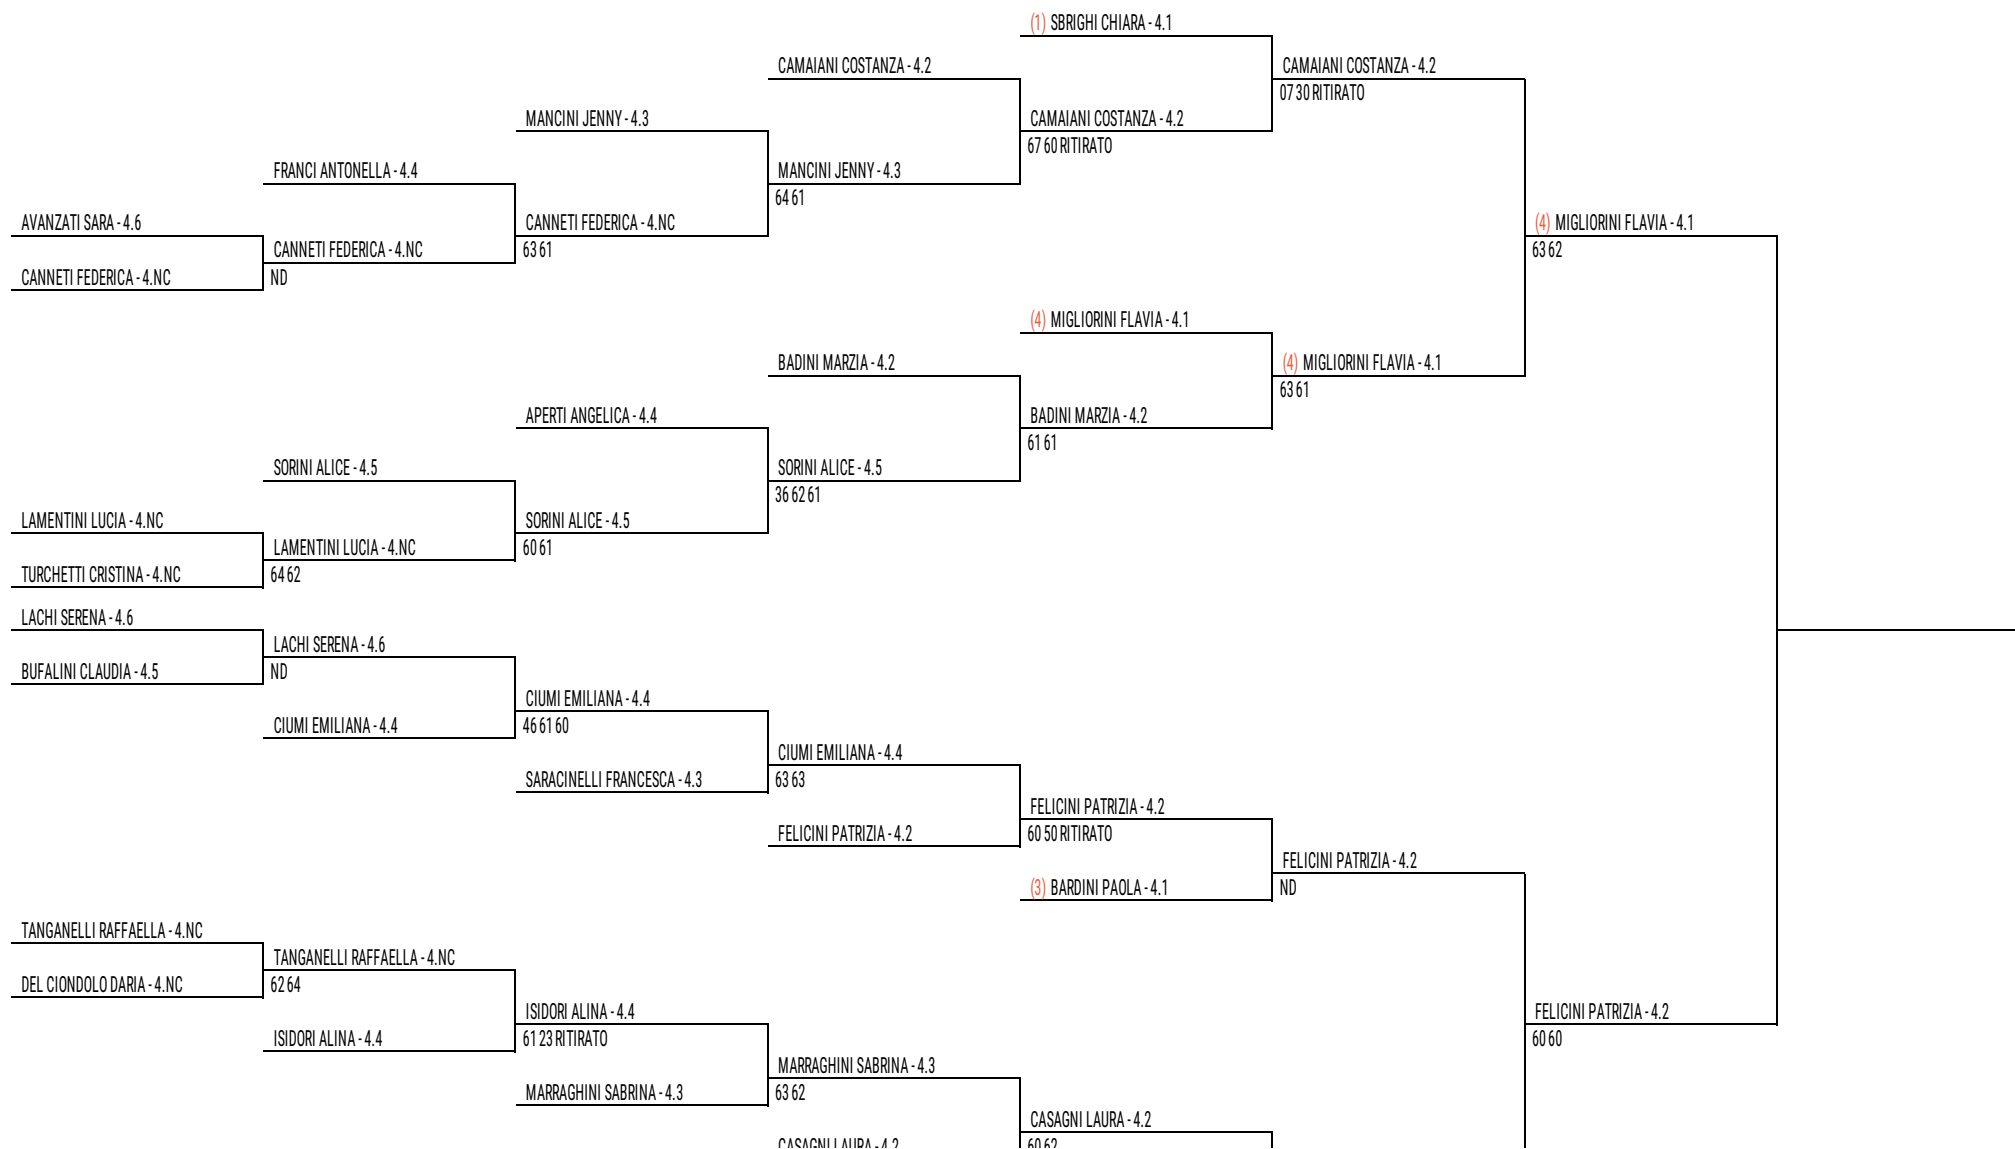 (1) SBRIGHI CHIARA - 4.1
CAMAIANI COSTANZA - 4.2
CAMAIANI COSTANZA - 4.2
07 30 RITIRATO
MANCINI JENNY - 4.3
CAMAIANI COSTANZA - 4.2
67 60 RITIRATO
FRANCI ANTONELLA - 4.4
MANCINI JENNY - 4.3
64 61
AVANZATI SARA - 4.6
CANNETI FEDERICA - 4.NC
(4) MIGLIORINI FLAVIA - 4.1
63 62
CANNETI FEDERICA - 4.NC
63 61
CANNETI FEDERICA - 4.NC
ND
(4) MIGLIORINI FLAVIA - 4.1
BADINI MARZIA - 4.2
(4) MIGLIORINI FLAVIA - 4.1
63 61
APERTI ANGELICA - 4.4
BADINI MARZIA - 4.2
61 61
SORINI ALICE - 4.5
SORINI ALICE - 4.5
36 62 61
LAMENTINI LUCIA - 4.NC
SORINI ALICE - 4.5
60 61
LAMENTINI LUCIA - 4.NC
64 62
TURCHETTI CRISTINA - 4.NC
LACHI SERENA - 4.6
LACHI SERENA - 4.6
ND
BUFALINI CLAUDIA - 4.5
CIUMI EMILIANA - 4.4
46 61 60
CIUMI EMILIANA - 4.4
CIUMI EMILIANA - 4.4
63 63
SARACINELLI FRANCESCA - 4.3
FELICINI PATRIZIA - 4.2
60 50 RITIRATO
FELICINI PATRIZIA - 4.2
FELICINI PATRIZIA - 4.2
ND
(3) BARDINI PAOLA - 4.1
TANGANELLI RAFFAELLA - 4.NC
TANGANELLI RAFFAELLA - 4.NC
62 64
DEL CIONDOLO DARIA - 4.NC
ISIDORI ALINA - 4.4
61 23 RITIRATO
FELICINI PATRIZIA - 4.2
60 60
ISIDORI ALINA - 4.4
MARRAGHINI SABRINA - 4.3
63 62
MARRAGHINI SABRINA - 4.3
CASAGNI LAURA - 4.2
60 62
CASAGNI LAURA - 4.2